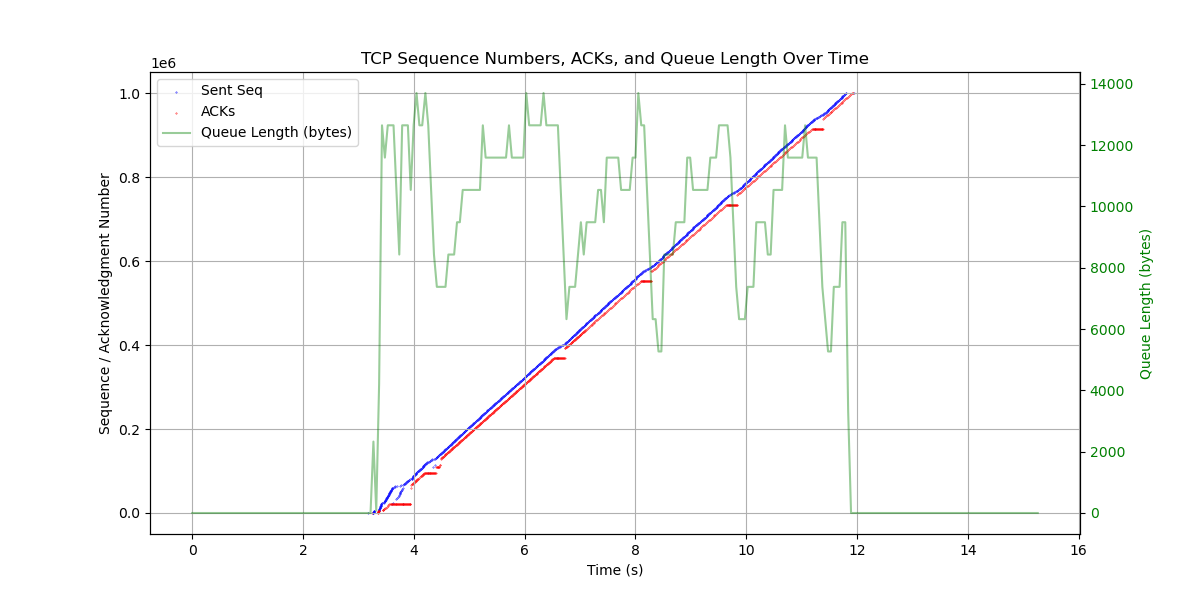 TCP Sequence Numbers, ACKs, and Queue Length Over Time
1e6
Sent Seq
ACKs
Queue Length (bytes)
1.0
0.8
0.6
0.4
0.2
0.0
Sequence / Acknowledgment Number
14000
12000
10000
8000
6000
4000
2000
0
Queue Length (bytes)
0 2 4 6 8 10 12 14 16
Time (s)